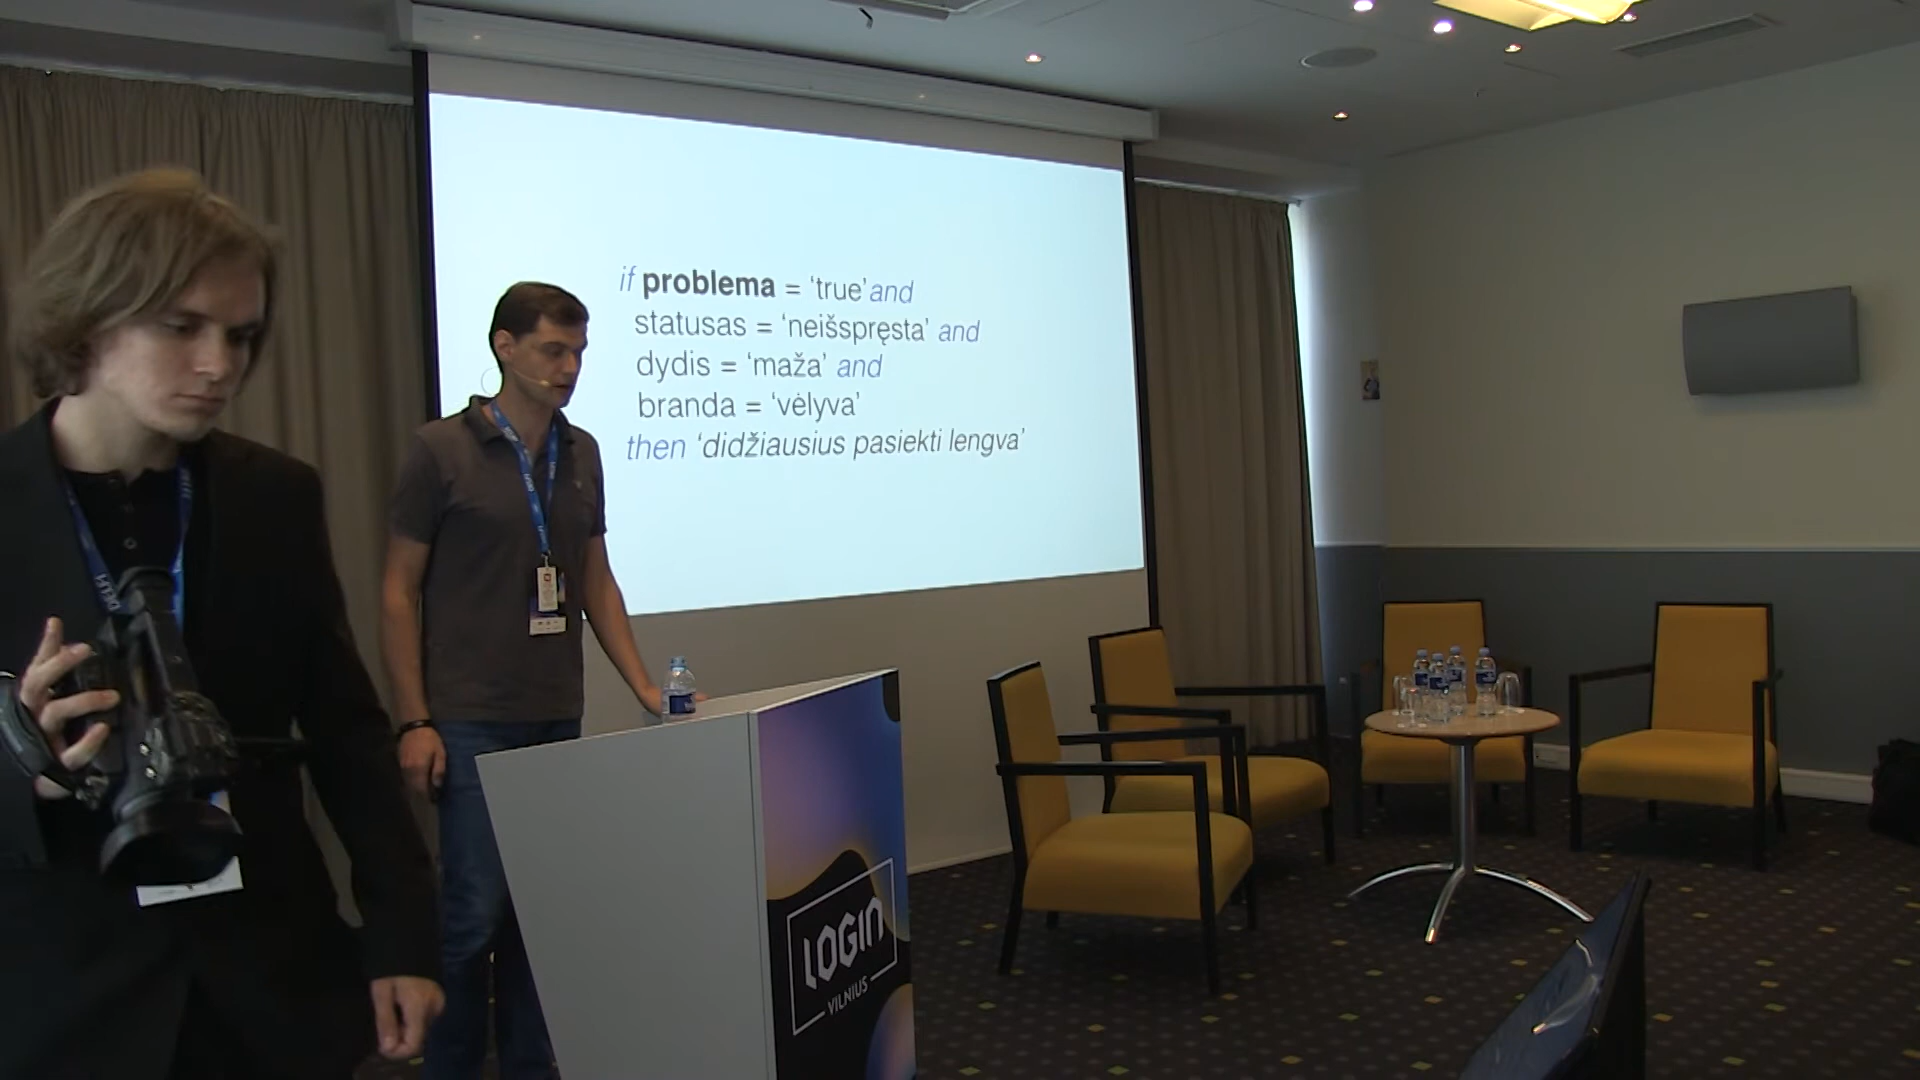 if problema = ‘true’ and
statusas = ‘neišspręsta’ and
dydis = ‘maža’ and
branda = ‘vėlyva’
then ‘didžiausius pasiekti lengva’
LOGIN
VILNIUS